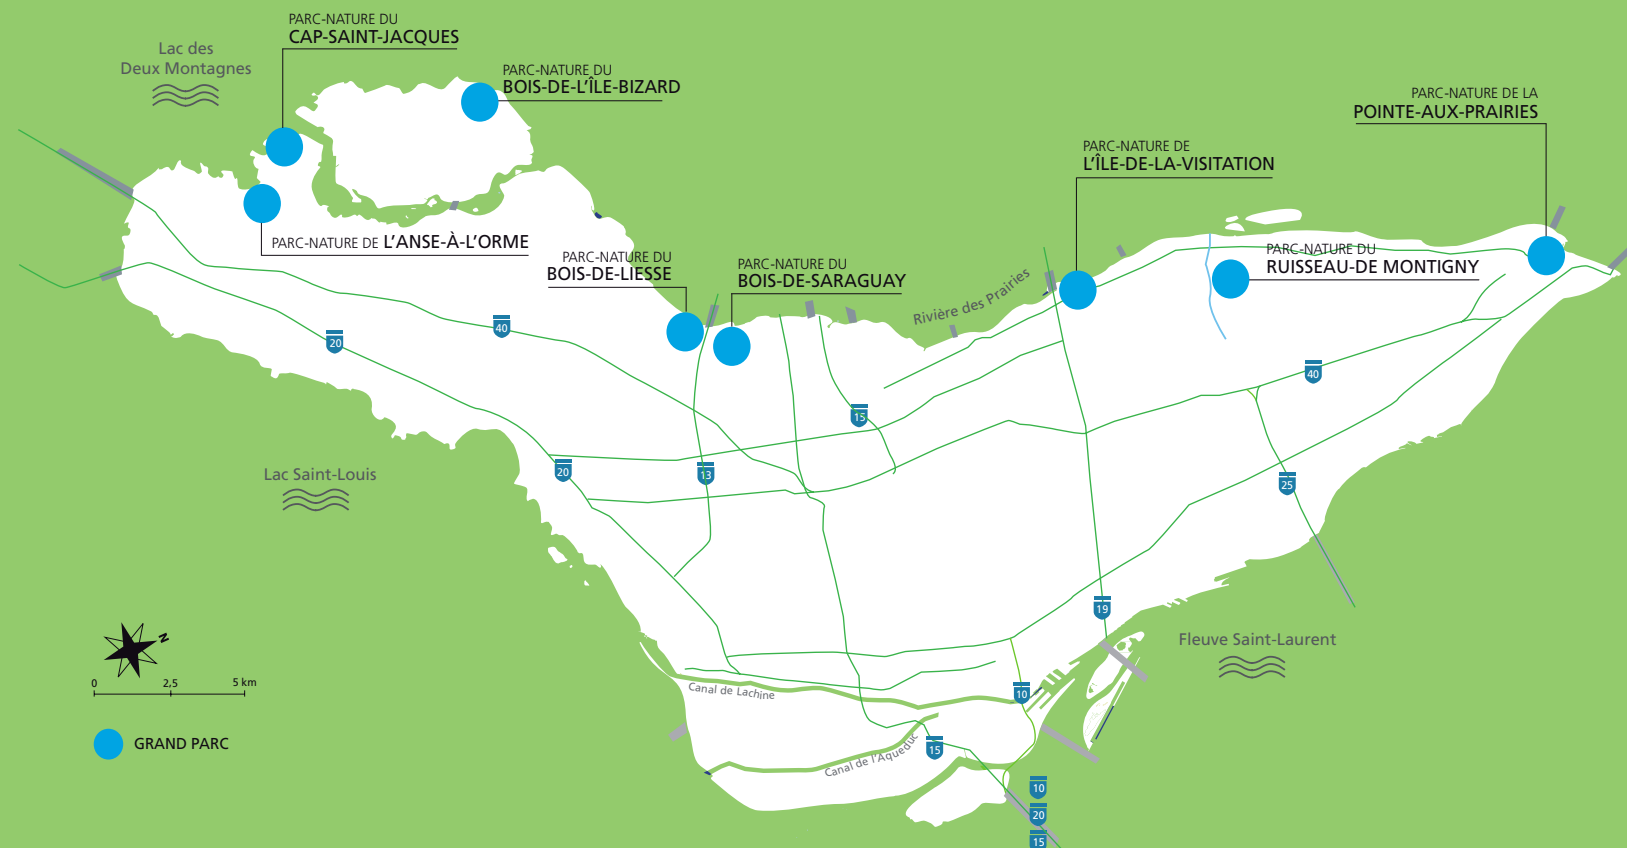 PARC-NATURE DU
CAP-SAINT-JACQUES
Lac des
Deux Montagnes
PARC-NATURE DU
BOIS-DE-L'ÎLE-BIZARD
PARC-NATURE DE LA
POINTE-AUX-PRAIRIES
PARC-NATURE DE
L'ÎLE-DE-LA-VISITATION
PARC-NATURE DE L'ANSE-À-L'ORME
PARC-NATURE DU
BOIS-DE-LIESSE
PARC-NATURE DU
BOIS-DE-SARAGUAY
PARC-NATURE DU
RUISSEAU-DE MONTIGNY
Rivière des Prairies
40
20
40
15
20
13
25
Lac Saint-Louis
19
Fleuve Saint-Laurent
N
0 2,5 5 km
Canal de Lachine
10
GRAND PARC
Canal de l'Aqueduc
15
10
20
15